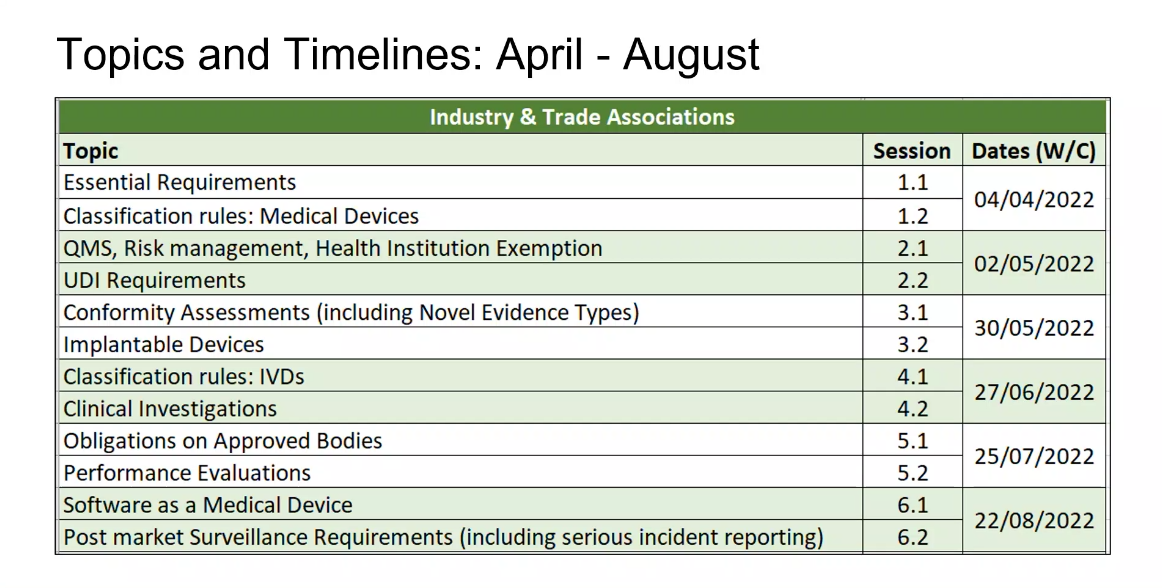 Topics and Timelines: April - August
Industry & Trade Associations
Topic Session Dates (W/C)
Essential Requirements 1.1 04/04/2022
Classification rules: Medical Devices 1.2
QMS, Risk management, Health Institution Exemption 2.1 02/05/2022
UDI Requirements 2.2
Conformity Assessments (including Novel Evidence Types) 3.1 30/05/2022
Implantable Devices 3.2
Classification rules: IVDs 4.1 27/06/2022
Clinical Investigations 4.2
Obligations on Approved Bodies 5.1 25/07/2022
Performance Evaluations 5.2
Software as a Medical Device 6.1 22/08/2022
Post market Surveillance Requirements (including serious incident reporting) 6.2